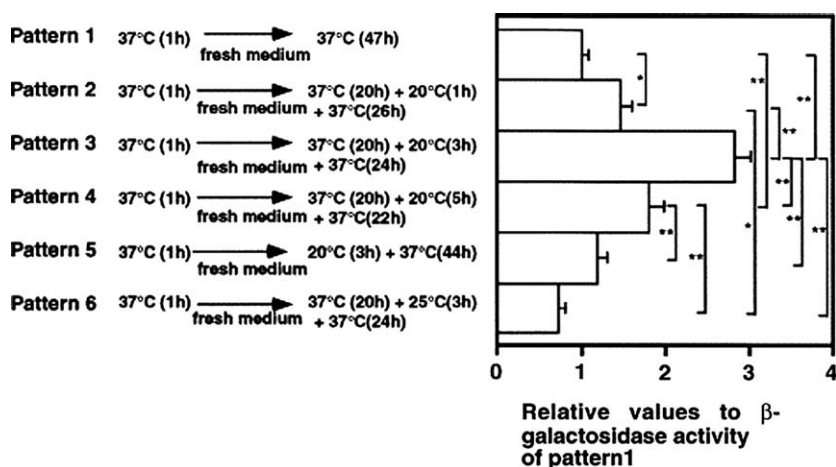 Pattern 1 37°C (1h) fresh medium 37°C (47h)
Pattern 2 37°C (1h) fresh medium 37°C (20h) + 20°C(1h)
+ 37°C(26h)
Pattern 3 37°C (1h) fresh medium 37°C (20h) + 20°C(3h)
+ 37°C(24h)
Pattern 4 37°C (1h) fresh medium 37°C (20h) + 20°C(5h)
+ 37°C(22h)
Pattern 5 37°C (1h) fresh medium 20°C (3h) + 37°C(44h)
Pattern 6 37°C (1h) fresh medium 37°C (20h) + 25°C(3h)
+ 37°C(24h)
*
**
**
**
**
**
**
*
**
**
0 1 2 3 4
Relative values to β-
galactosidase activity
of pattern1